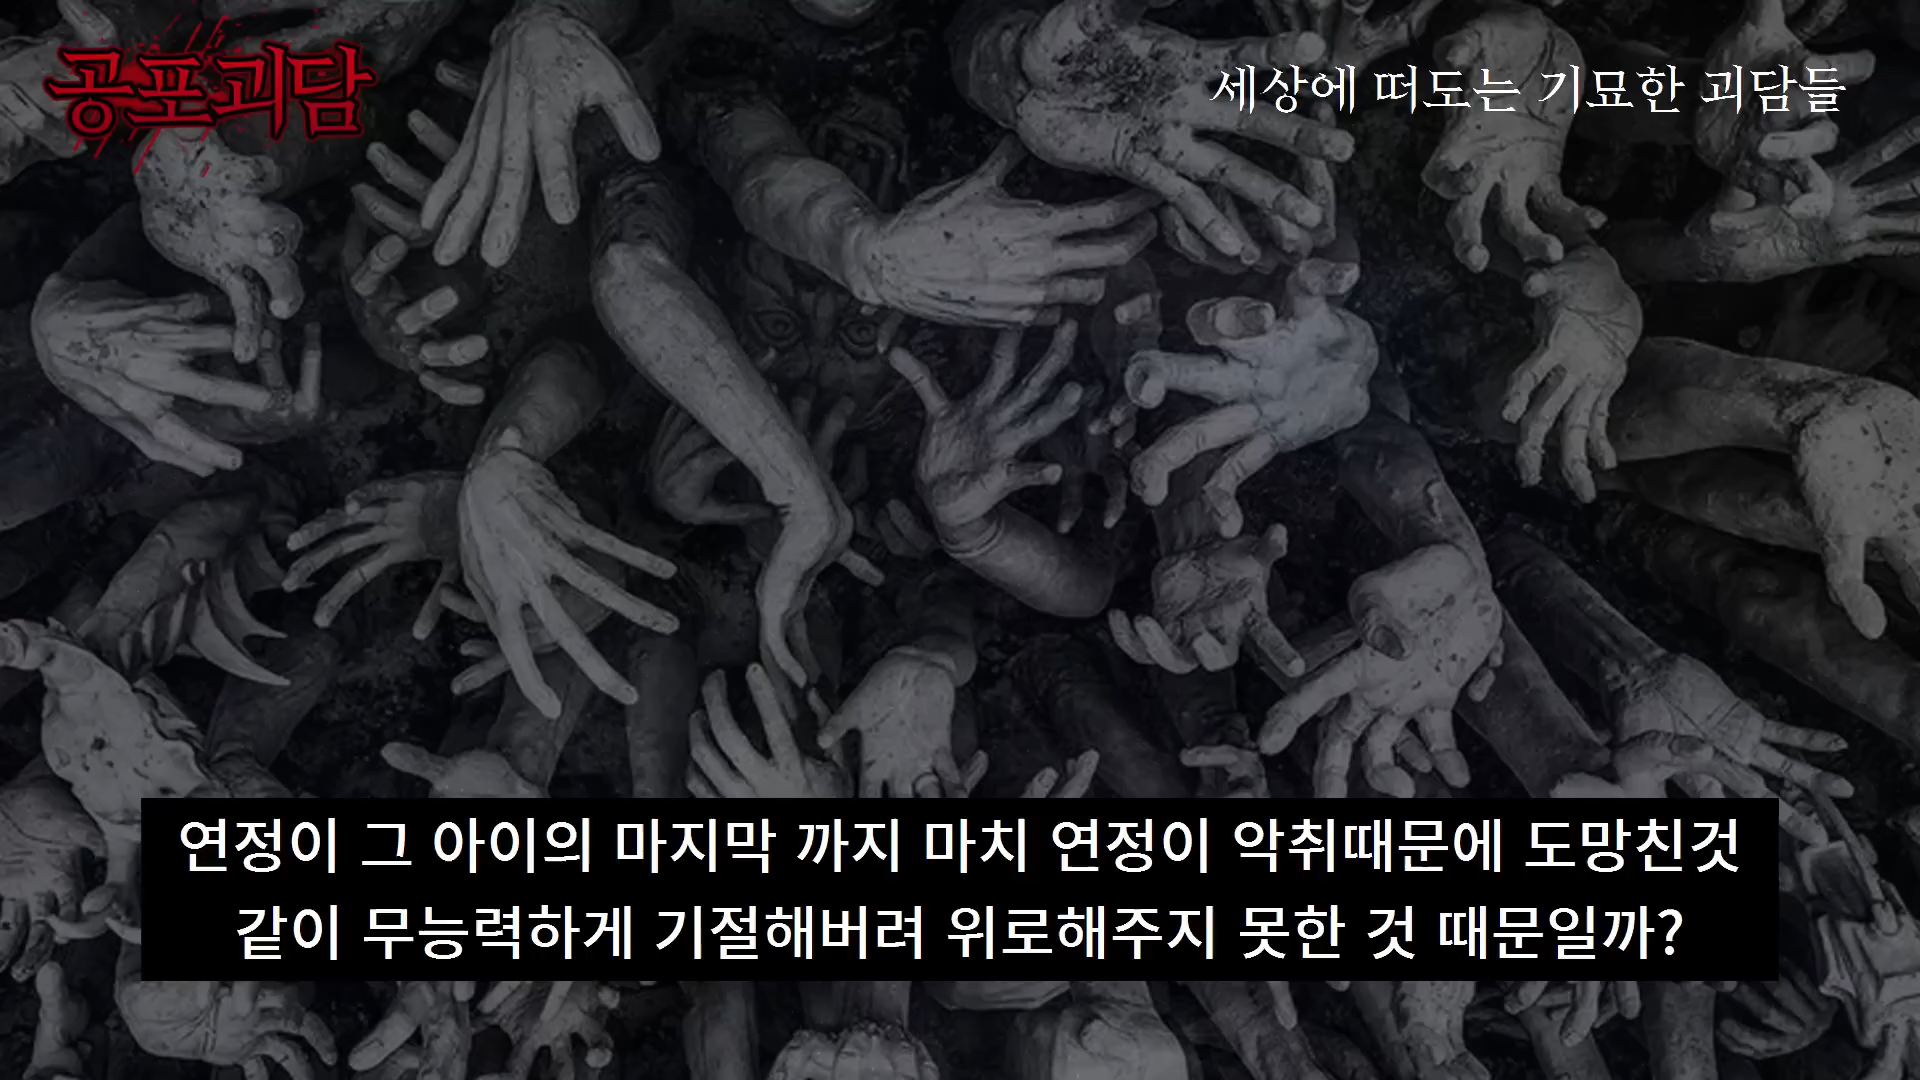 공포괴담
세상에 떠도는 기묘한 괴담들
연정이 그 아이의 마지막 까지 마치 연정이 악취때문에 도망친것
같이 무능력하게 기절해버려 위로해주지 못한 것 때문일까?